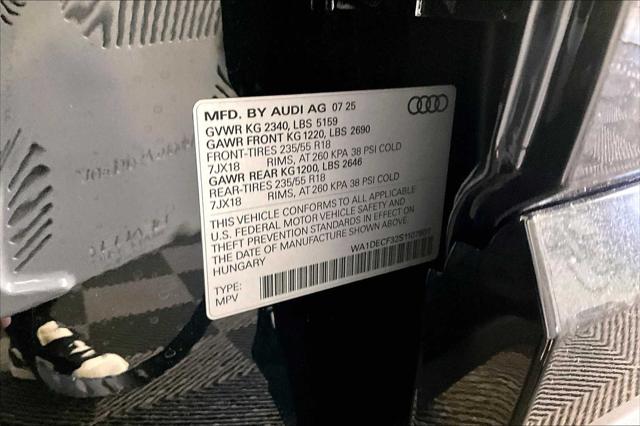 MFD. BY AUDI AG 07 25
GVWR KG 2340, LBS 5159
GAWR FRONT KG 1220, LBS 2690
FRONT-TIRES 235/55 R18
7JX18 RIMS, AT 260 KPA 38 PSI COLD
GAWR REAR KG1200, LBS 2646
REAR-TIRES 235/55 R18
7JX18 RIMS, AT 260 KPA 38 PSI COLD
THIS VEHICLE CONFORMS TO ALL APPLICABLE
U.S. FEDERAL MOTOR VEHICLE SAFETY AND
THEFT PREVENTION STANDARDS IN EFFECT ON
THE DATE OF MANUFACTURE SHOWN ABOVE.
HUNGARY
TYPE:
MPV